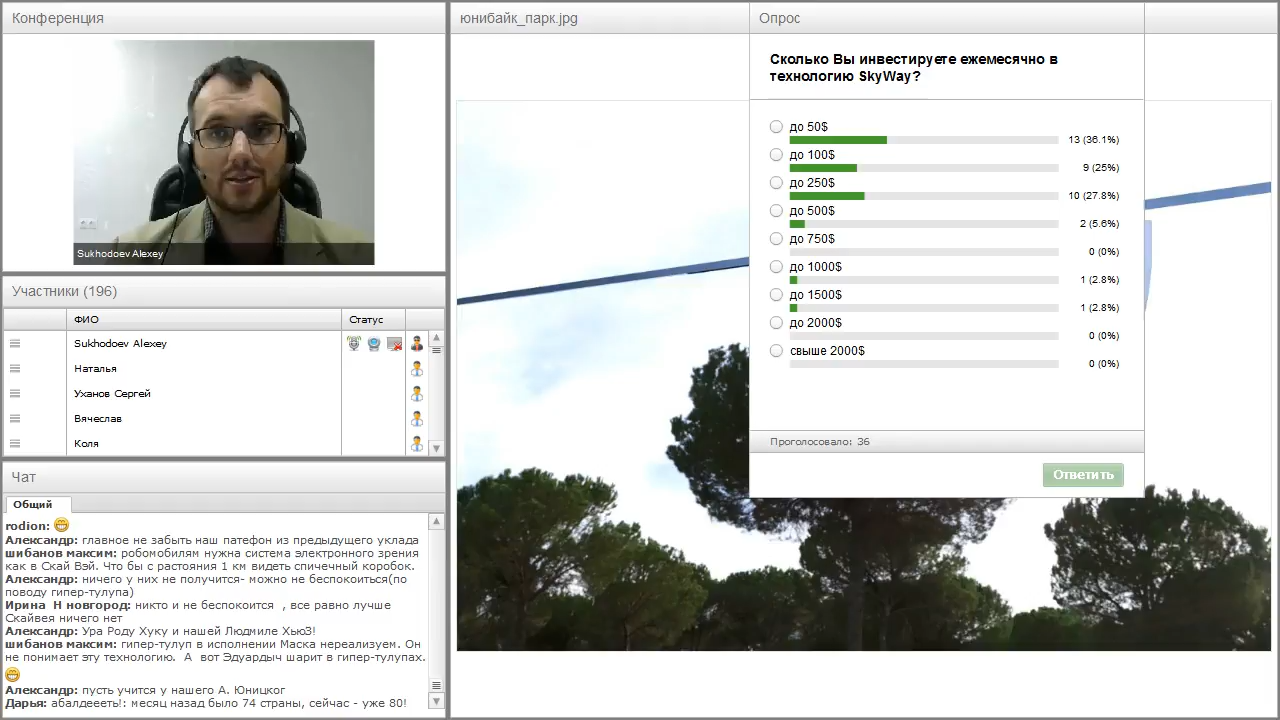 Конференция
Sukhodoev Alexey
Участники (196)
ФИО
Статус
Sukhodoev Alexey
Наталья
Уханов Сергей
Вячеслав
Коля
Чат
Общий
rodion:
Александр: главное не забыть наш патефон из предыдущего уклада
шибанов максим: робомобилям нужна система электронного зрения
как в Скай Вэй. Что бы с растояния 1 км видеть спичечный коробок.
Александр: ничего у них не получится- можно не беспокоится(по
поводу гипер-тулупа)
Ирина Н новгород: никто и не беспокоится , все равно лучше
Скайвея ничего нет
Александр: Ура Роду Хуку и нашей Людмиле Хью3!
шибанов максим: гипер-тулуп в исполнении Маска нереализуем. Он
не понимает эту технологию. А вот Эдуардыч шарит в гипер-тулупах.
Александр: пусть учится у нашего А. Юницког
Дарья: абалдеееть!: месяц назад было 74 страны, сейчас - уже 80!
юнибайк_парк.jpg
Опрос
Сколько Вы инвестируете ежемесячно в
технологию SkyWay?
до 50$
13 (36.1%)
до 100$
9 (25%)
до 250$
10 (27.8%)
до 500$
2 (5.6%)
до 750$
0 (0%)
до 1000$
1 (2.8%)
до 1500$
1 (2.8%)
до 2000$
0 (0%)
свыше 2000$
0 (0%)
Проголосовало: 36
Ответить